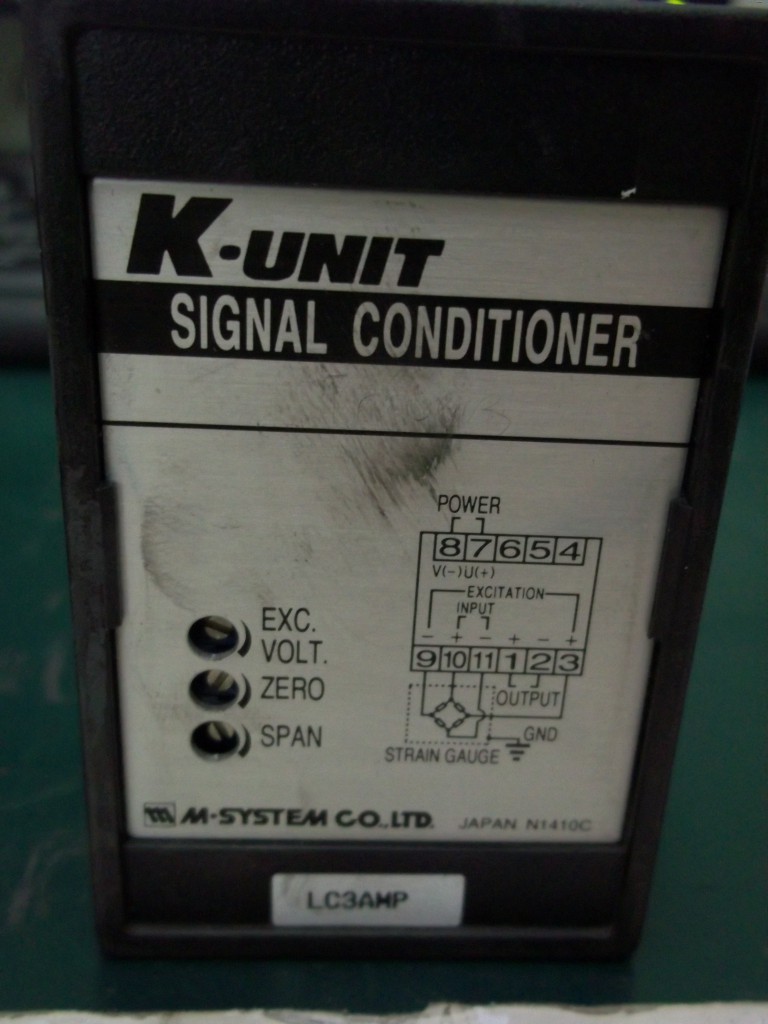 K-UNIT
SIGNAL CONDITIONER
POWER
8 7 6 5 4
V(-) U(+)
EXCITATION
INPUT
- + - + - +
9 10 11 1 2 3
OUTPUT
GND
STRAIN GAUGE
EXC.
VOLT.
ZERO
SPAN
M-SYSTEM CO.,LTD. JAPAN N1410C
LC3AMP